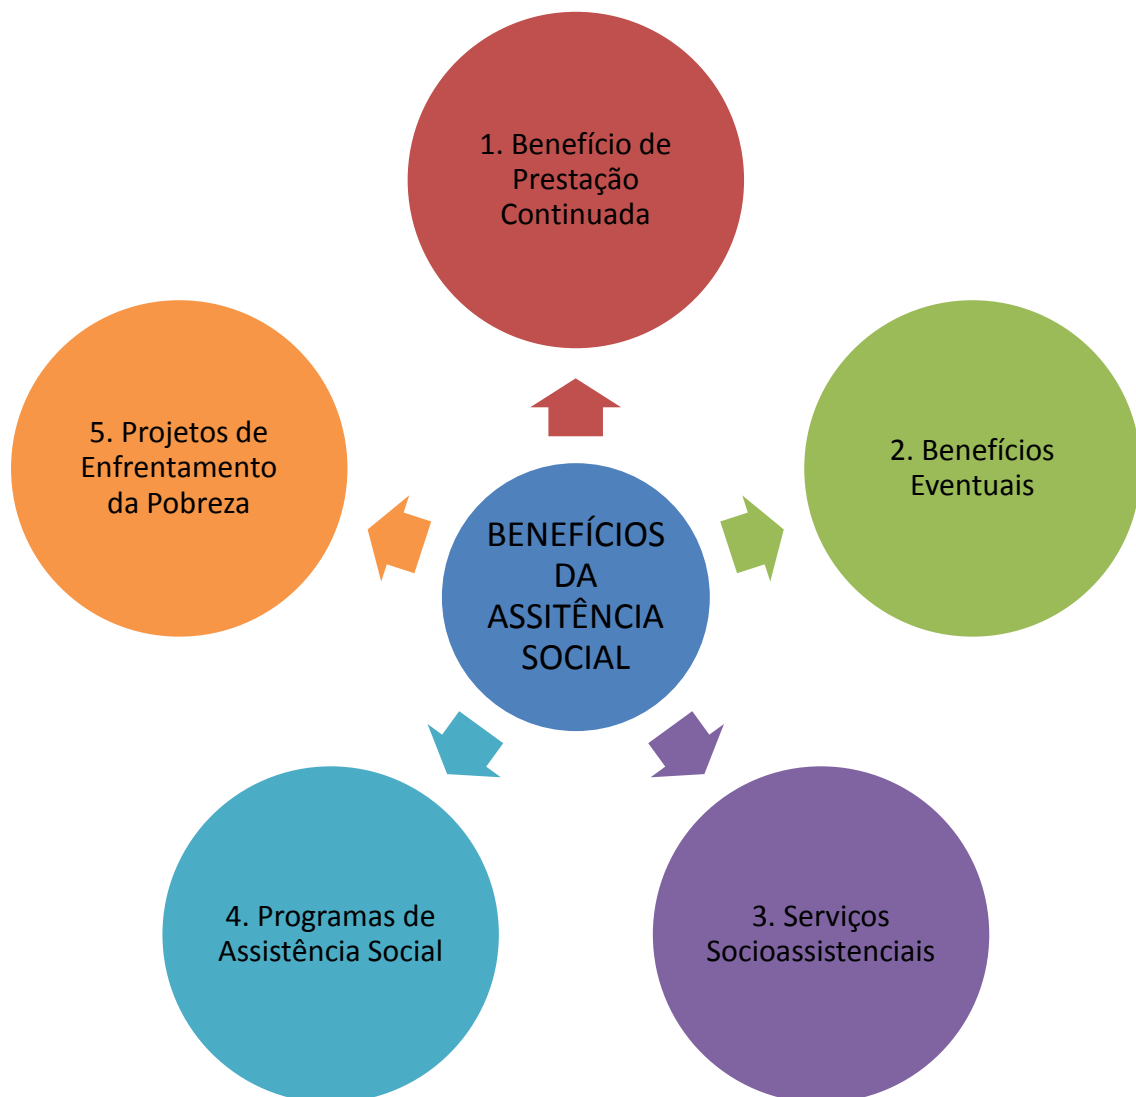 1. Benefício de
Prestação
Continuada
5. Projetos de
Enfrentamento
da Pobreza
2. Benefícios
Eventuais
BENEFÍCIOS
DA
ASSITÊNCIA
SOCIAL
4. Programas de
Assistência Social
3. Serviços
Socioassistenciais